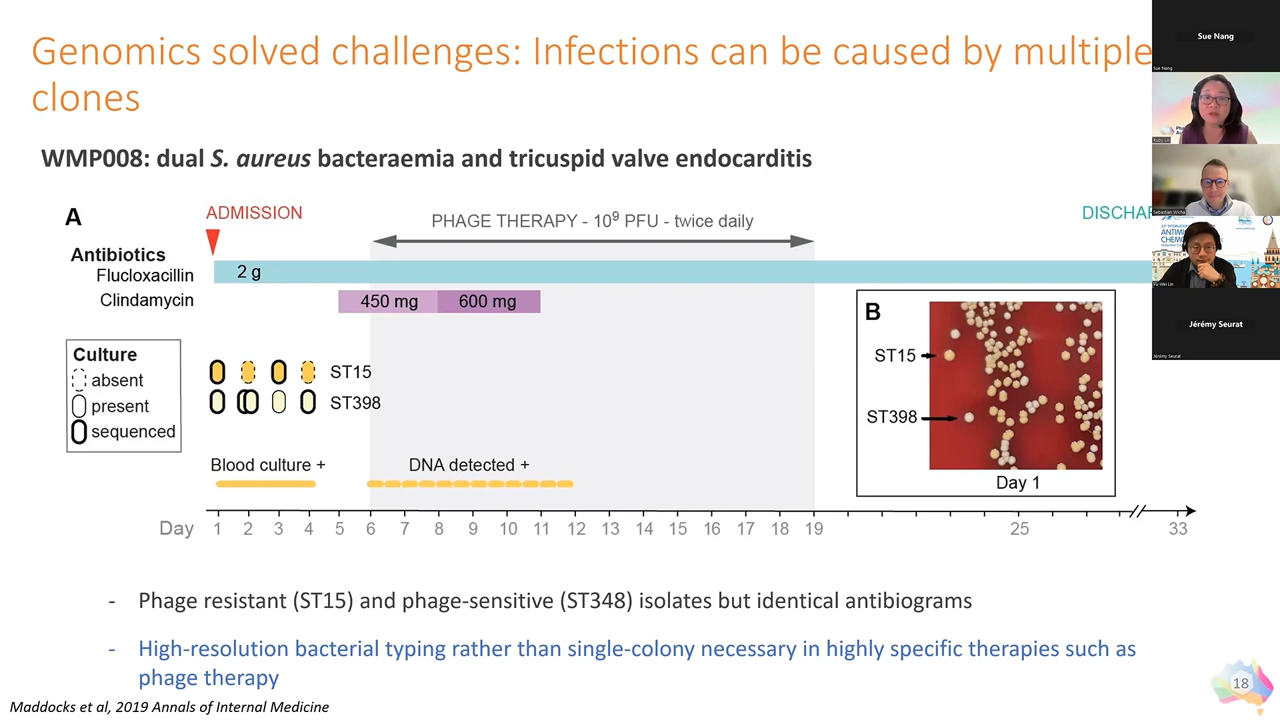 Genomics solved challenges: Infections can be caused by multiple
clones
WMP008: dual S. aureus bacteraemia and tricuspid valve endocarditis
A
ADMISSION
PHAGE THERAPY - 10⁹ PFU - twice daily
DISCHAR
Antibiotics
Flucloxacillin
2 g
Clindamycin
450 mg
600 mg
Culture
absent
present
sequenced
ST15
ST398
Blood culture +
DNA detected +
B
ST15
ST398
Day 1
Day
1 2 3 4 5 6 7 8 9 10 11 12 13 14 15 16 17 18 19 25 33
- Phage resistant (ST15) and phage-sensitive (ST348) isolates but identical antibiograms
- High-resolution bacterial typing rather than single-colony necessary in highly specific therapies such as
phage therapy
Maddocks et al, 2019 Annals of Internal Medicine
18
Sue Nang
Sue Nang
Sebastian Wicha
Yu-Wei Lin
Jérémy Seurat
Jérémy Seurat